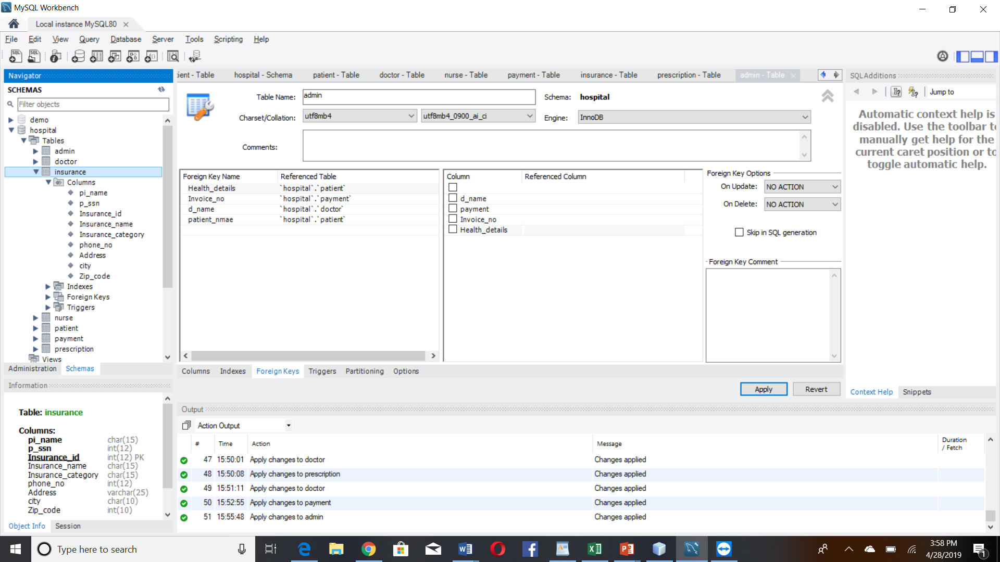 MySQL Workbench
Local instance MySQL80
File Edit View Query Database Server Tools Scripting Help
Navigator
SCHEMAS
Filter objects
demo
hospital
Tables
admin
doctor
insurance
Columns
pi_name
p_ssn
Insurance_id
Insurance_name
Insurance_category
phone_no
Address
city
Zip_code
Indexes
Foreign Keys
Triggers
nurse
patient
payment
prescription
Views
Administration Schemas
Information
Table: insurance
Columns:
pi_name char(15)
p_ssn int(12)
Insurance_id int(12) PK
Insurance_name char(15)
Insurance_category char(15)
phone_no int(12)
Address varchar(25)
city char(10)
Zip_code int(10)
Object Info Session
ient - Table hospital - Schema patient - Table doctor - Table nurse - Table payment - Table insurance - Table prescription - Table admin - Table
Table Name: admin Schema: hospital
Charset/Collation: utf8mb4 utf8mb4_0900_ai_ci Engine: InnoDB
Comments:
Foreign Key Name Referenced Table
Health_details `hospital`.`patient`
Invoice_no `hospital`.`payment`
d_name `hospital`.`doctor`
patient_nmae `hospital`.`patient`
Column Referenced Column
d_name
payment
Invoice_no
Health_details
Foreign Key Options
On Update: NO ACTION
On Delete: NO ACTION
Skip in SQL generation
Foreign Key Comment
Columns Indexes Foreign Keys Triggers Partitioning Options
Apply Revert
Output
Action Output
# Time Action Message Duration / Fetch
47 15:50:01 Apply changes to doctor Changes applied
48 15:50:08 Apply changes to prescription Changes applied
49 15:51:11 Apply changes to doctor Changes applied
50 15:52:55 Apply changes to payment Changes applied
51 15:55:48 Apply changes to admin Changes applied
SQLAdditions
Jump to
Automatic context help is
disabled. Use the toolbar to
manually get help for the
current caret position or to
toggle automatic help.
Context Help Snippets
Type here to search
3:58 PM
4/28/2019
1